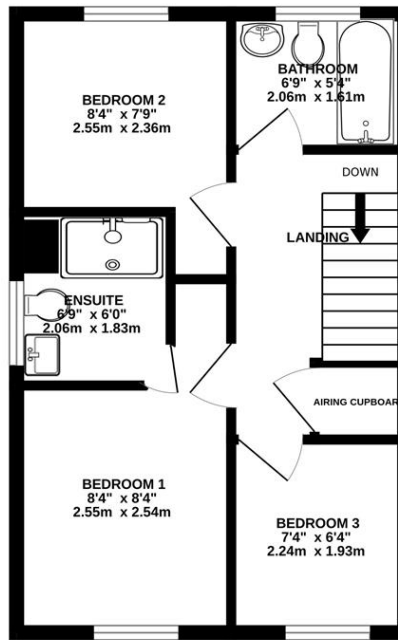 BEDROOM 2
8'4" x 7'9"
2.55m x 2.36m
BATHROOM
6'9" x 5'4"
2.06m x 1.61m
DOWN
LANDING
ENSUITE
6'9" x 6'0"
2.06m x 1.83m
AIRING CUPBOAR
BEDROOM 1
8'4" x 8'4"
2.55m x 2.54m
BEDROOM 3
7'4" x 6'4"
2.24m x 1.93m